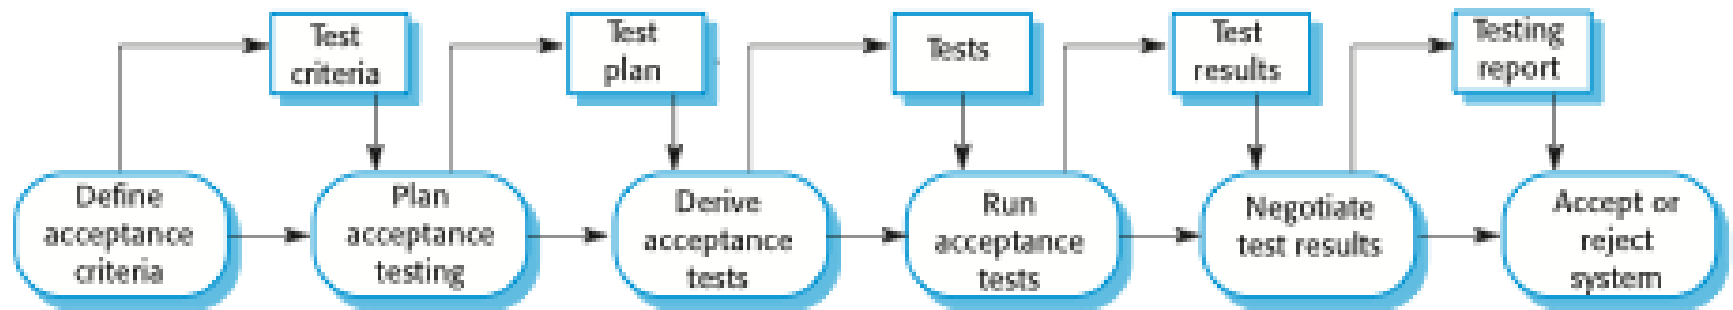 Test
criteria
Test
plan
Tests
Test
results
Testing
report
Define
acceptance
criteria
Plan
acceptance
testing
Derive
acceptance
tests
Run
acceptance
tests
Negotiate
test results
Accept or
reject
system